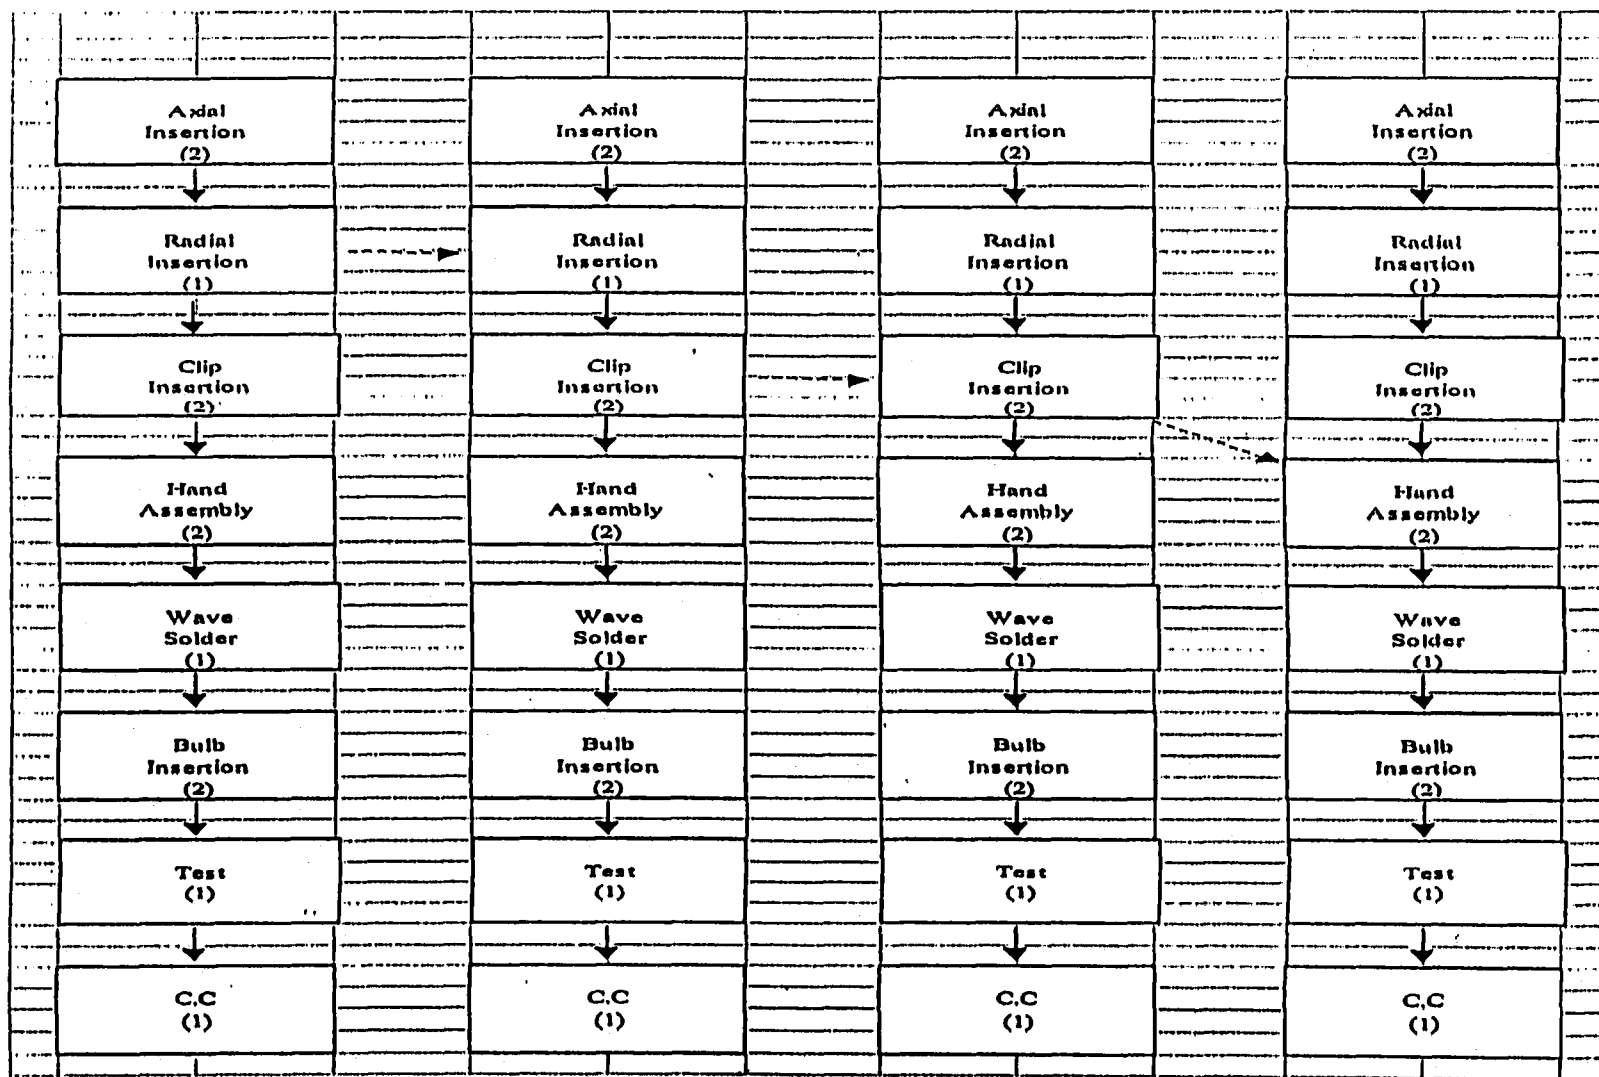 Axial
Insertion
(2)
Radial
Insertion
(1)
Clip
Insertion
(2)
Hand
Assembly
(2)
Wave
Solder
(1)
Bulb
Insertion
(2)
Test
(1)
C,C
(1)
Axial
Insertion
(2)
Radial
Insertion
(1)
Clip
Insertion
(2)
Hand
Assembly
(2)
Wave
Solder
(1)
Bulb
Insertion
(2)
Test
(1)
C,C
(1)
Axial
Insertion
(2)
Radial
Insertion
(1)
Clip
Insertion
(2)
Hand
Assembly
(2)
Wave
Solder
(1)
Bulb
Insertion
(2)
Test
(1)
C,C
(1)
Axial
Insertion
(2)
Radial
Insertion
(1)
Clip
Insertion
(2)
Hand
Assembly
(2)
Wave
Solder
(1)
Bulb
Insertion
(2)
Test
(1)
C,C
(1)